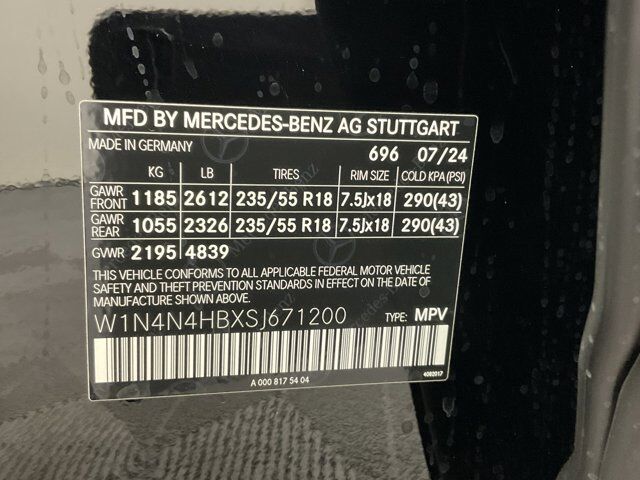 MFD BY MERCEDES-BENZ AG STUTTGART
MADE IN GERMANY 696 07/24
KG LB TIRES RIM SIZE COLD KPA (PSI)
GAWR FRONT 1185 2612 235/55 R18 7.5Jx18 290(43)
GAWR REAR 1055 2326 235/55 R18 7.5Jx18 290(43)
GVWR 2195 4839
THIS VEHICLE CONFORMS TO ALL APPLICABLE FEDERAL MOTOR VEHICLE
SAFETY AND THEFT PREVENTION STANDARDS IN EFFECT ON THE DATE
OF MANUFACTURE SHOWN ABOVE.
W1N4N4HBXSJ671200 TYPE: MPV
A 000 817 54 04 4082017